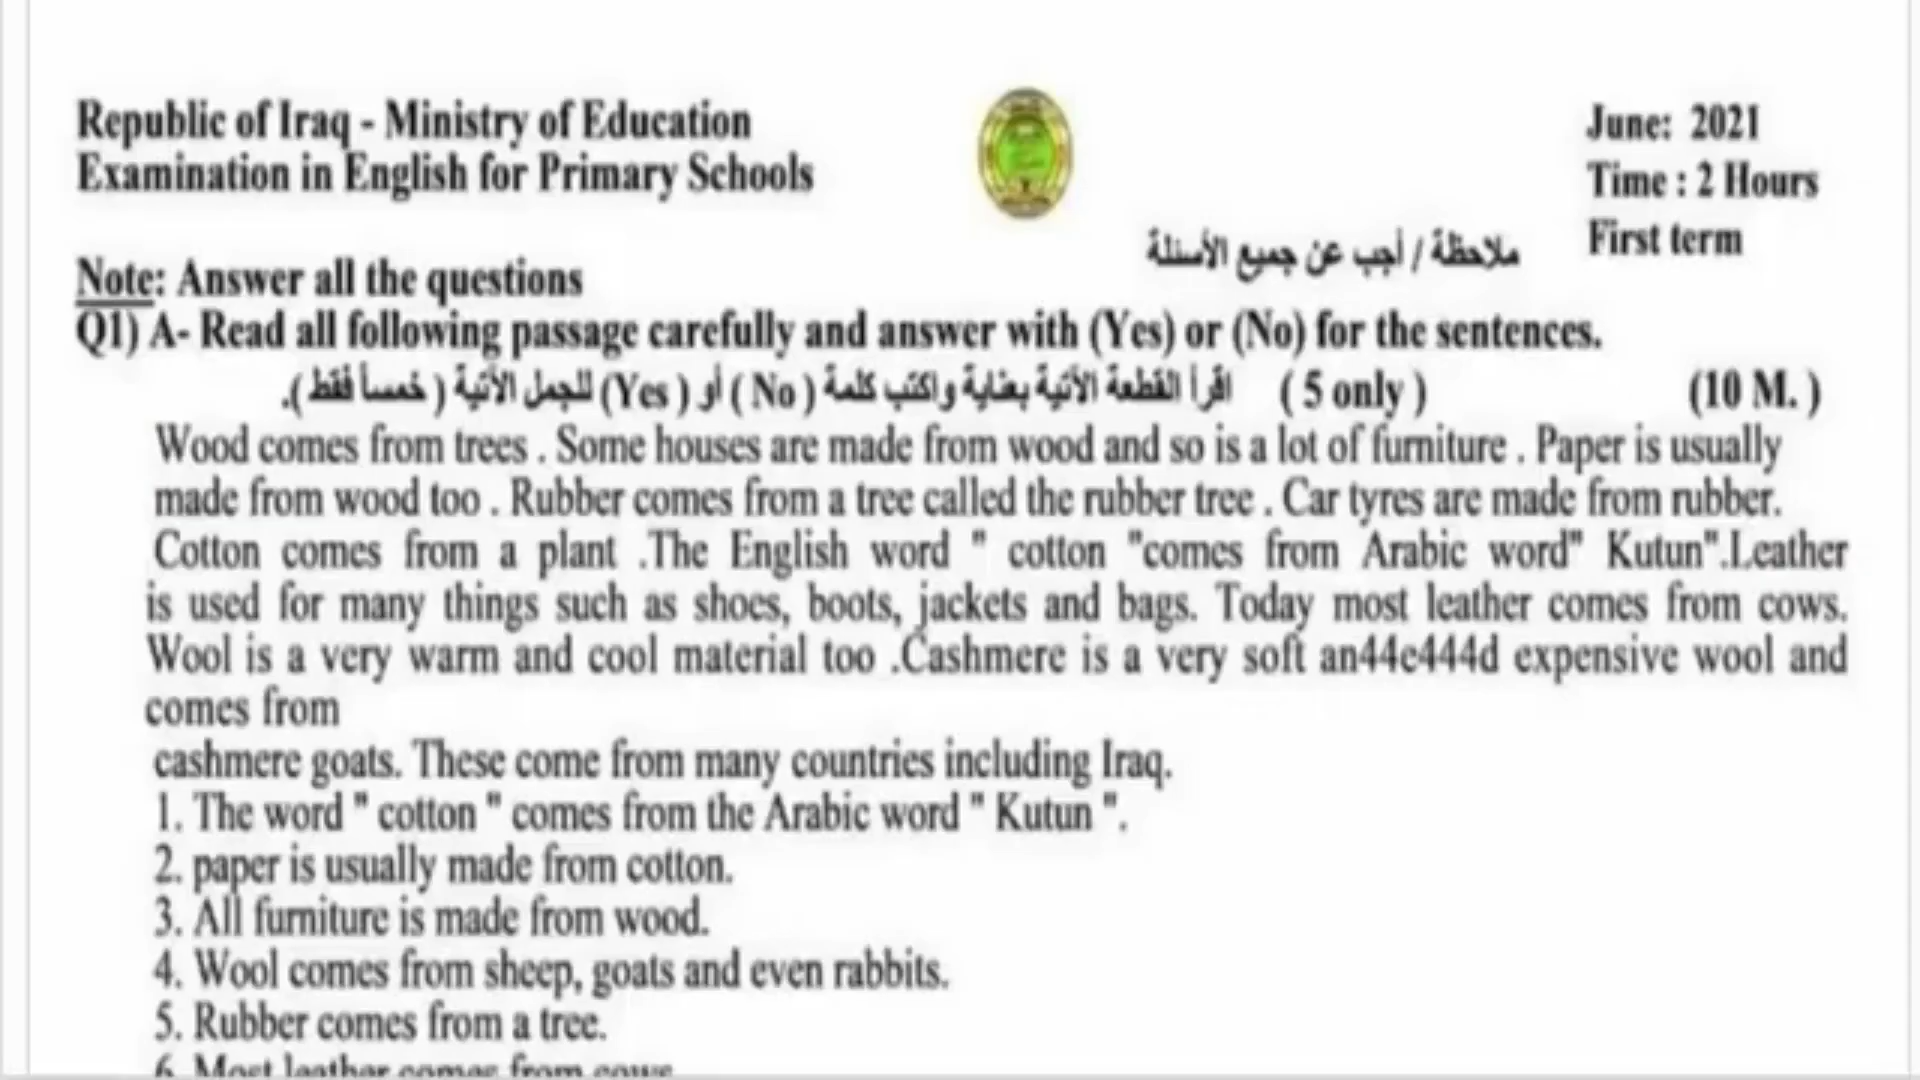 Republic of Iraq - Ministry of Education
Examination in English for Primary Schools
June: 2021
Time : 2 Hours
First term
ملاحظة / أجب عن جميع الأسئلة
Note: Answer all the questions
Q1) A- Read all following passage carefully and answer with (Yes) or (No) for the sentences.
اقرأ القطعة الأتية بعناية واكتب كلمة ( No ) أو ( Yes) للجمل الأتية ( خمساً فقط ). ( 5 only ) (10 M. )
Wood comes from trees . Some houses are made from wood and so is a lot of furniture . Paper is usually
made from wood too . Rubber comes from a tree called the rubber tree . Car tyres are made from rubber.
Cotton comes from a plant .The English word " cotton "comes from Arabic word" Kutun".Leather
is used for many things such as shoes, boots, jackets and bags. Today most leather comes from cows.
Wool is a very warm and cool material too .Cashmere is a very soft an44e444d expensive wool and
comes from
cashmere goats. These come from many countries including Iraq.
1. The word " cotton " comes from the Arabic word " Kutun ".
2. paper is usually made from cotton.
3. All furniture is made from wood.
4. Wool comes from sheep, goats and even rabbits.
5. Rubber comes from a tree.
6. Most leather comes from cows